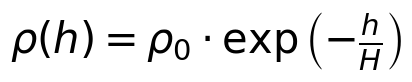 ρ(h) = ρ₀ · exp(−h/H)